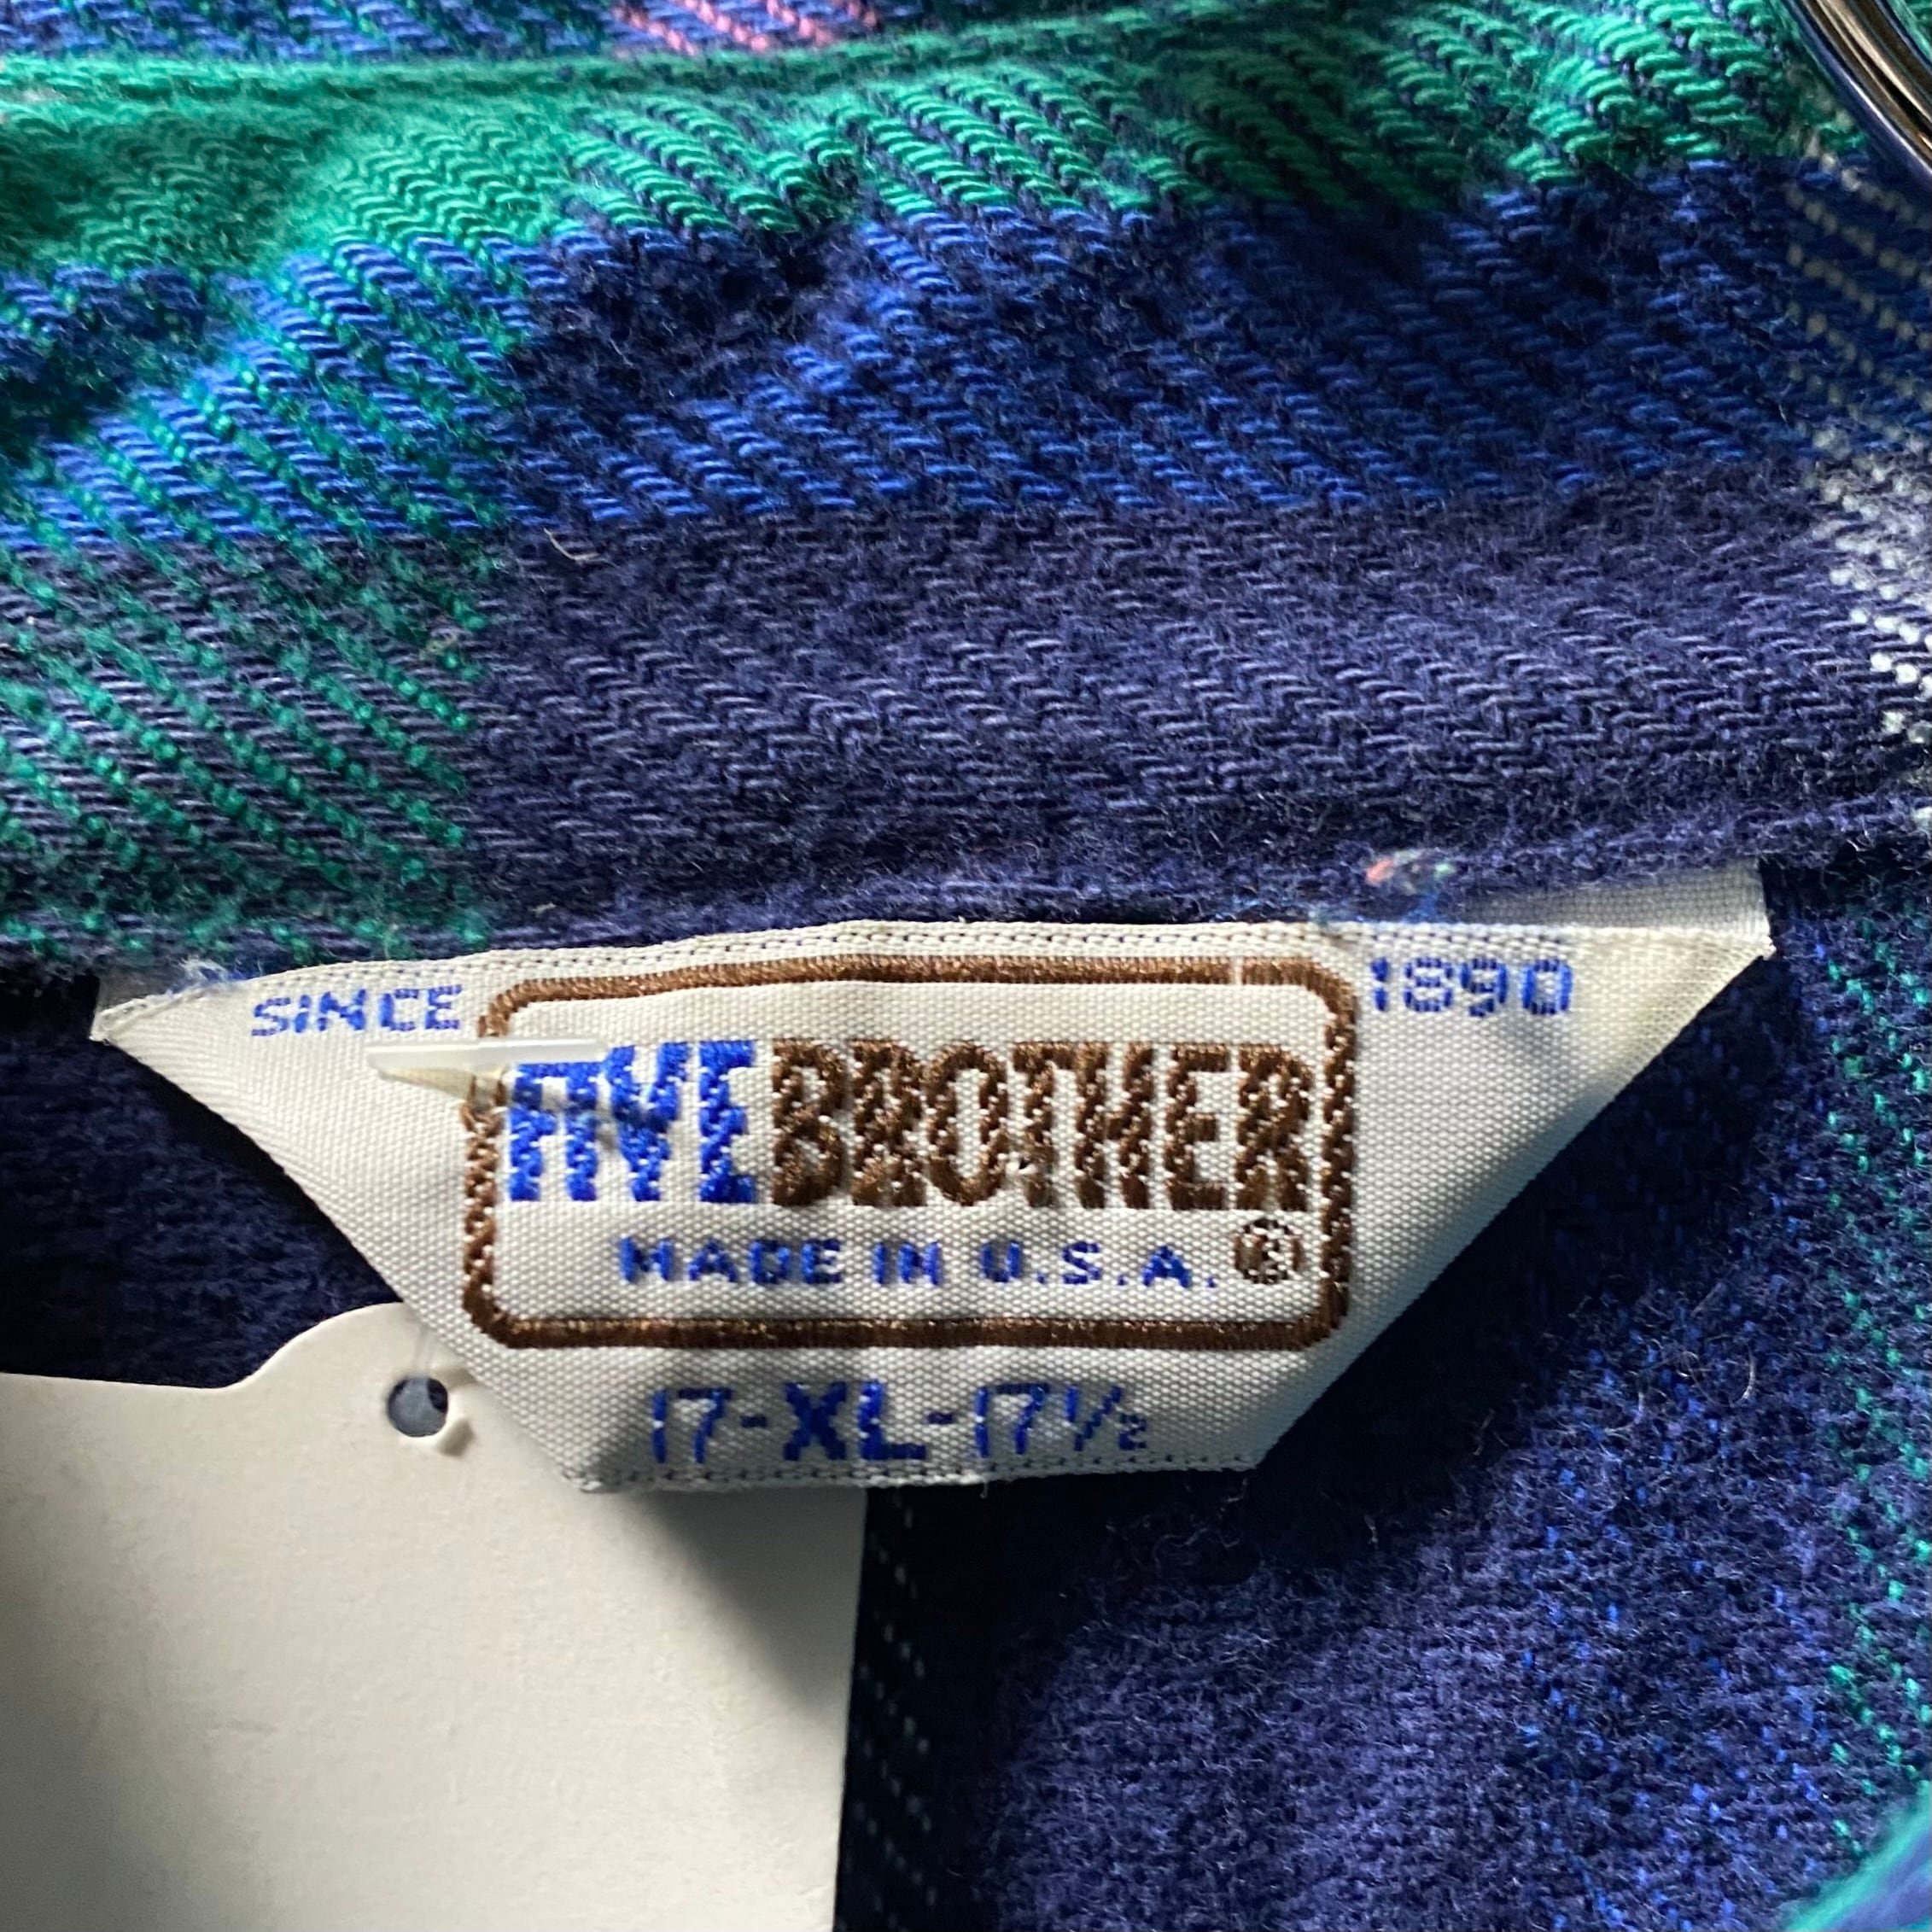 SINCE 1890
FIVE BROTHER
MADE IN U.S.A. ®
17-XL-17½